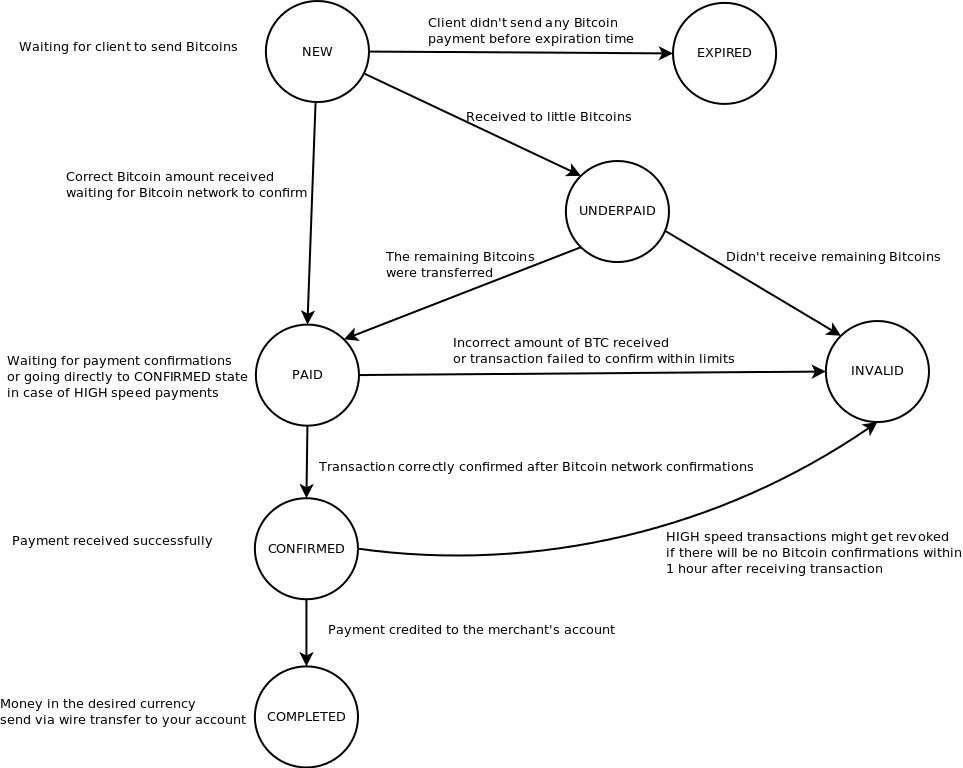 Client didn't send any Bitcoin
payment before expiration time
Waiting for client to send Bitcoins
NEW
EXPIRED
Received to little Bitcoins
Correct Bitcoin amount received
waiting for Bitcoin network to confirm
UNDERPAID
The remaining Bitcoins
were transferred
Didn't receive remaining Bitcoins
Incorrect amount of BTC received
or transaction failed to confirm within limits
Waiting for payment confirmations
or going directly to CONFIRMED state
in case of HIGH speed payments
PAID
INVALID
Transaction correctly confirmed after Bitcoin network confirmations
Payment received successfully
CONFIRMED
HIGH speed transactions might get revoked
if there will be no Bitcoin confirmations within
1 hour after receiving transaction
Payment credited to the merchant's account
Money in the desired currency
send via wire transfer to your account
COMPLETED